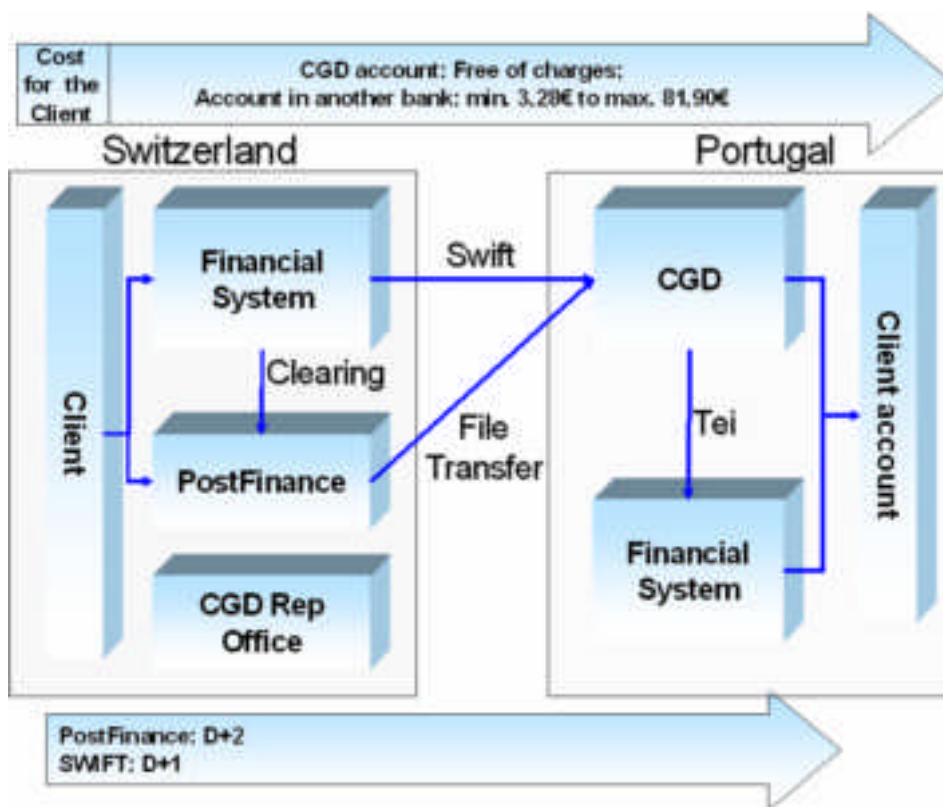 Cost
for the
Client
CGD account: Free of charges;
Account in another bank: min. 3,28€ to max. 81,90€
Switzerland
Portugal
Client
Financial
System
Swift
CGD
Client account
Clearing
PostFinance
File
Transfer
Tei
Financial
System
CGD Rep
Office
PostFinance: D+2
SWIFT: D+1